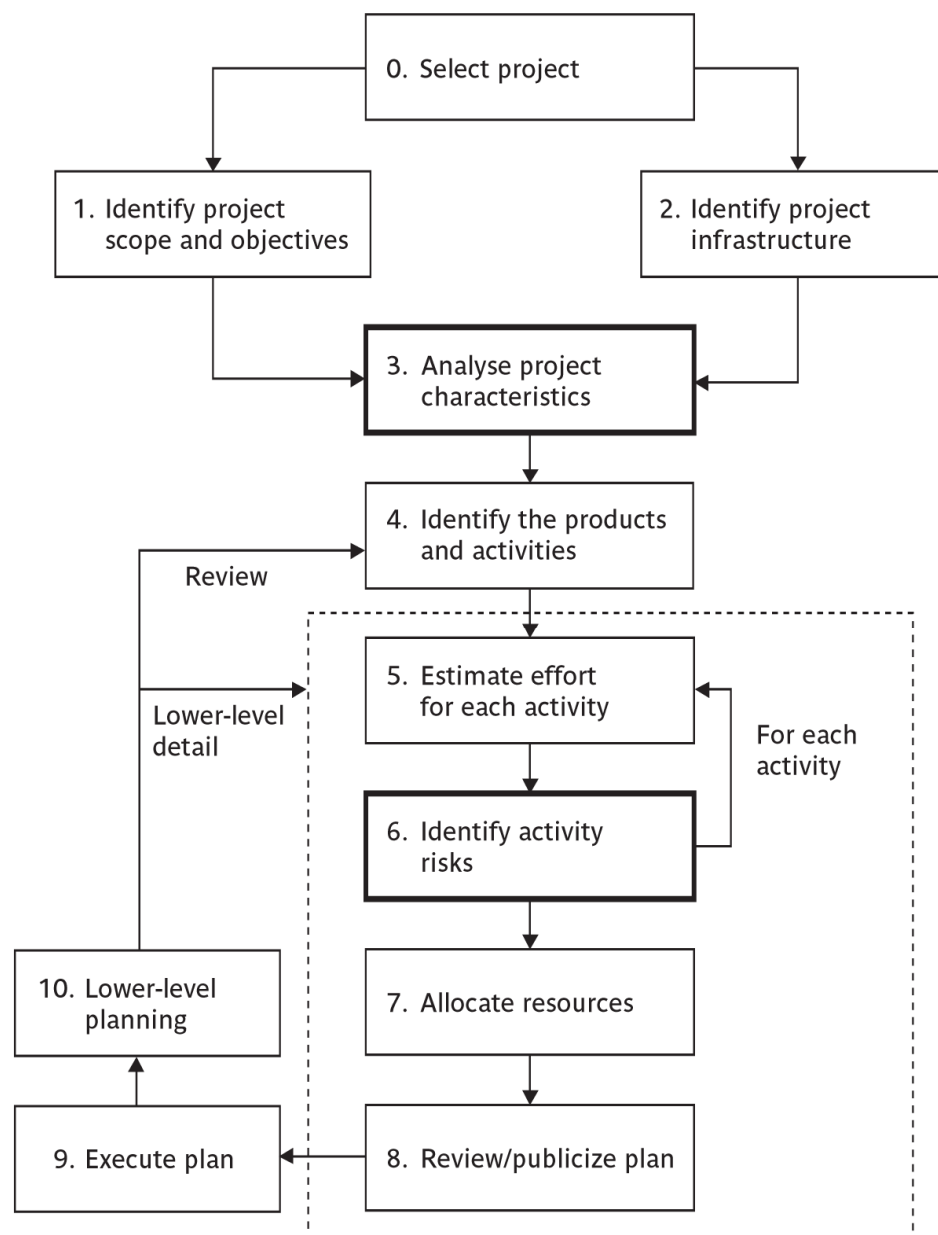 0. Select project
1. Identify project
scope and objectives
2. Identify project
infrastructure
3. Analyse project
characteristics
4. Identify the products
and activities
Review
5. Estimate effort
for each activity
Lower-level
detail
For each
activity
6. Identify activity
risks
10. Lower-level
planning
7. Allocate resources
9. Execute plan
8. Review/publicize plan